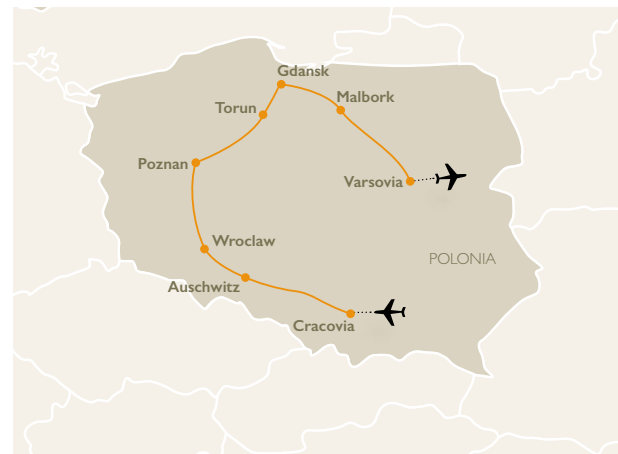 Gdansk
Malbork
Torun
Poznan
Varsovia
Wroclaw
POLONIA
Auschwitz
Cracovia